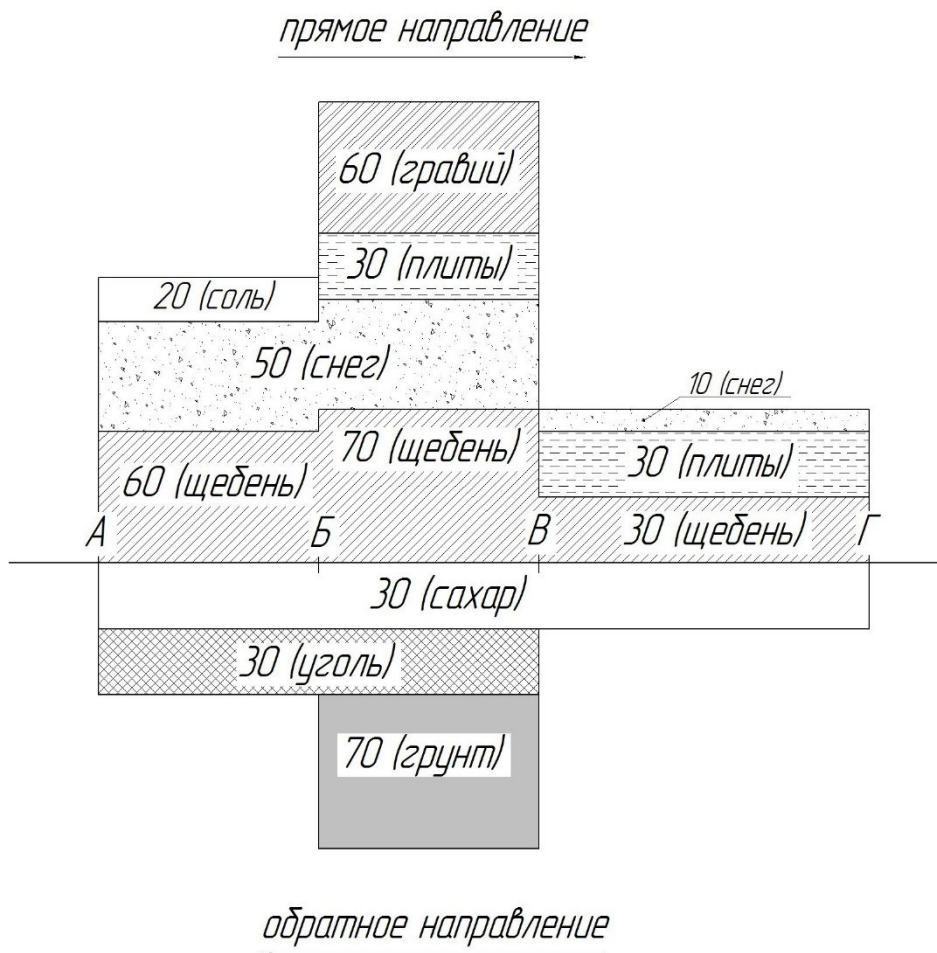 прямое направление
60 (гравий)
30 (плиты)
20 (соль)
50 (снег)
10 (снег)
70 (щебень)
30 (плиты)
60 (щебень)
А Б В 30 (щебень) Г
30 (сахар)
30 (уголь)
70 (грунт)
обратное направление